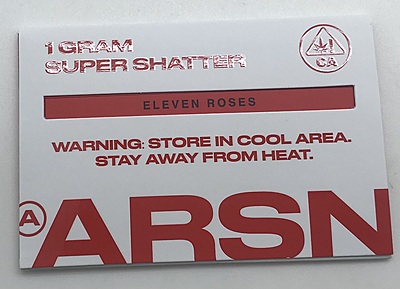 1 GRAM
SUPER SHATTER
CA
ELEVEN ROSES
WARNING: STORE IN COOL AREA.
STAY AWAY FROM HEAT.
A
ARSN